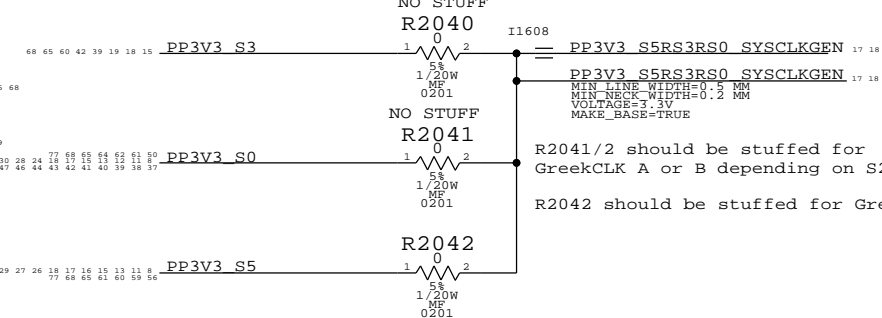 NO STUFF
R2040
0
I1608
68 65 60 42 39 19 18 15 PP3V3_S3
1 2
PP3V3_S5RS3RS0_SYSCLKGEN 17 18
5%
1/20W
MF
0201
PP3V3_S5RS3RS0_SYSCLKGEN 17 18
MIN_LINE_WIDTH=0.5 MM
MIN_NECK_WIDTH=0.2 MM
VOLTAGE=3.3V
MAKE_BASE=TRUE
68
NO STUFF
R2041
0
77 68 65 64 62 61 50
30 28 24 18 17 15 13 12 11 8
47 46 44 43 42 41 40 39 38 37
PP3V3_S0
1 2
5%
1/20W
MF
0201
R2041/2 should be stuffed for
GreekCLK A or B depending on S2
R2042 should be stuffed for Gre
R2042
0
29 27 26 18 17 16 15 13 11 8
77 68 65 61 60 59 56
PP3V3_S5
1 2
5%
1/20W
MF
0201